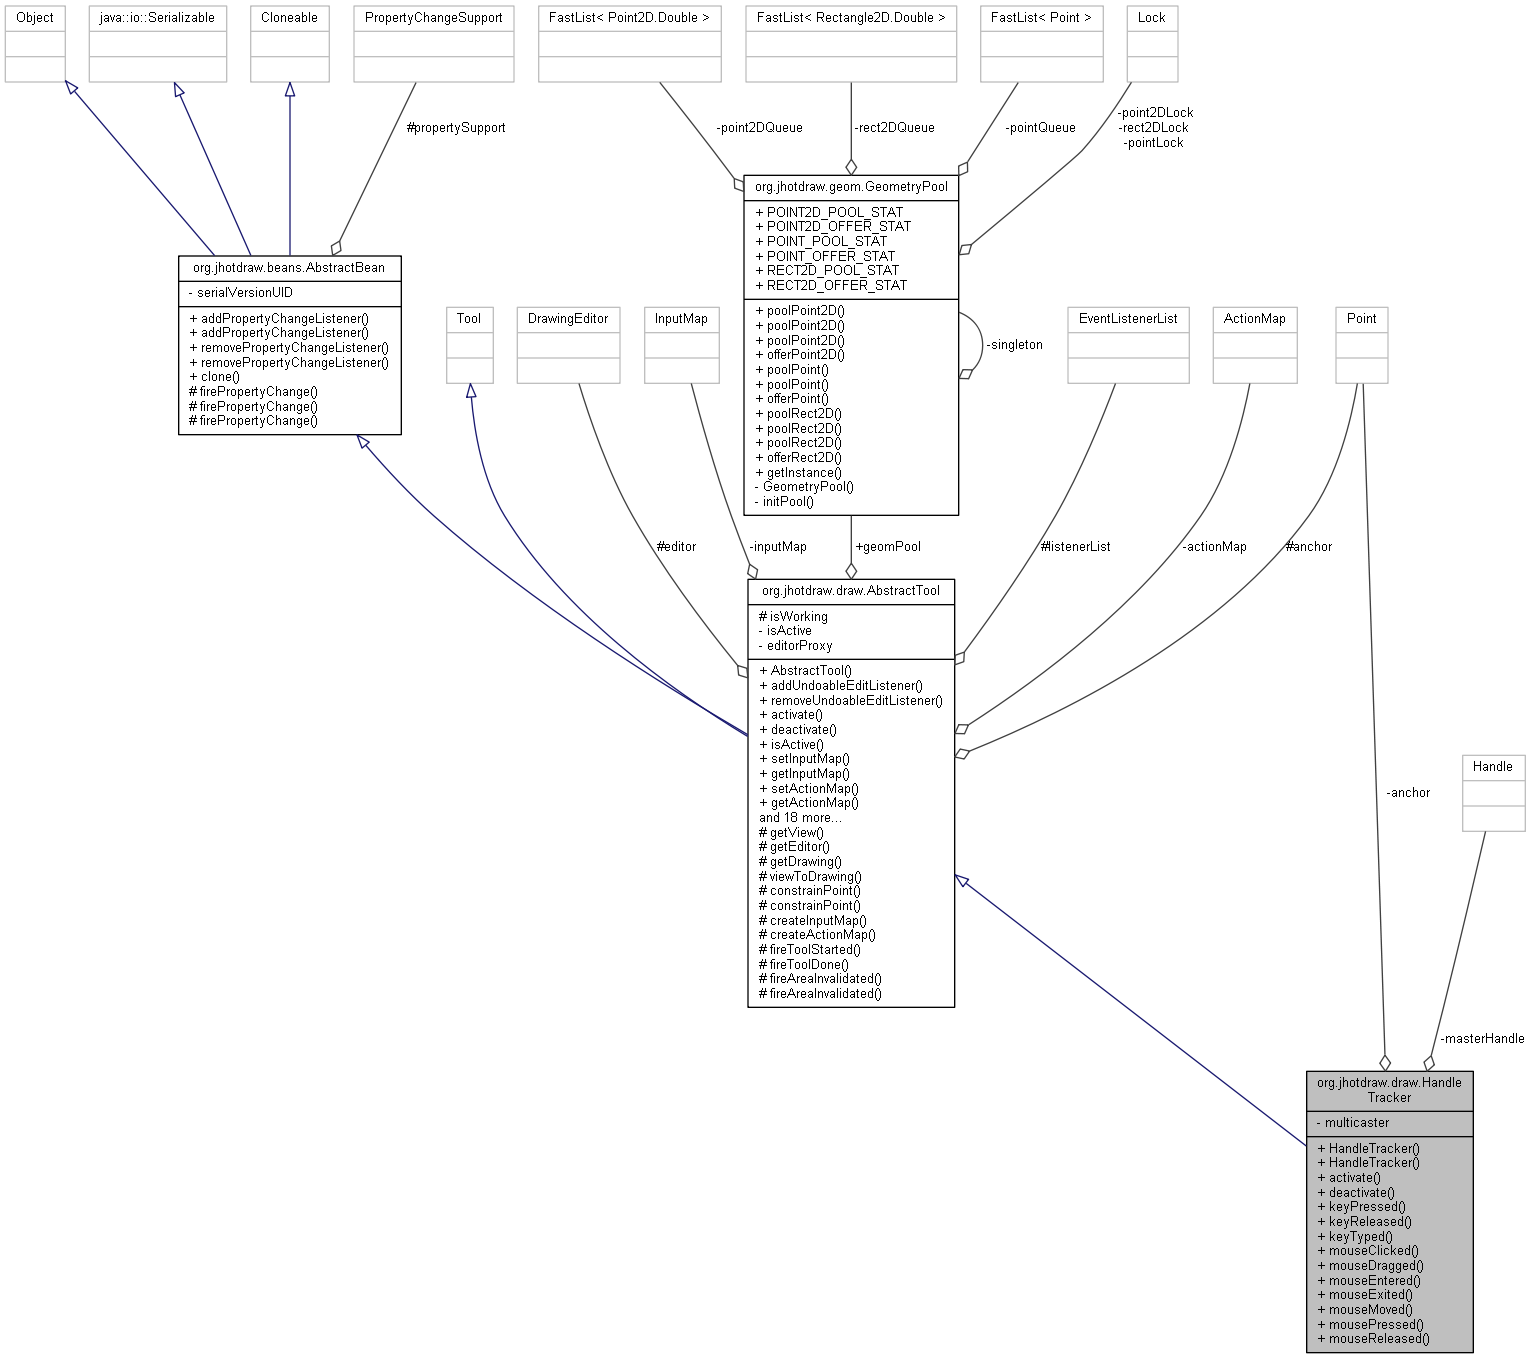 Object
java::io::Serializable
Cloneable
PropertyChangeSupport
FastList< Point2D.Double >
FastList< Rectangle2D.Double >
FastList< Point >
Lock
#propertySupport
-point2DQueue
-rect2DQueue
-pointQueue
-point2DLock
-rect2DLock
-pointLock
org.jhotdraw.geom.GeometryPool
+ POINT2D_POOL_STAT
+ POINT2D_OFFER_STAT
+ POINT_POOL_STAT
+ POINT_OFFER_STAT
+ RECT2D_POOL_STAT
+ RECT2D_OFFER_STAT
+ poolPoint2D()
+ poolPoint2D()
+ poolPoint2D()
+ offerPoint2D()
+ poolPoint()
+ poolPoint()
+ offerPoint()
+ poolRect2D()
+ poolRect2D()
+ poolRect2D()
+ offerRect2D()
+ getInstance()
- GeometryPool()
- initPool()
-singleton
org.jhotdraw.beans.AbstractBean
- serialVersionUID
+ addPropertyChangeListener()
+ addPropertyChangeListener()
+ removePropertyChangeListener()
+ removePropertyChangeListener()
+ clone()
# firePropertyChange()
# firePropertyChange()
# firePropertyChange()
Tool
DrawingEditor
InputMap
EventListenerList
ActionMap
Point
#editor
-inputMap
+geomPool
#listenerList
-actionMap
#anchor
org.jhotdraw.draw.AbstractTool
# isWorking
- isActive
- editorProxy
+ AbstractTool()
+ addUndoableEditListener()
+ removeUndoableEditListener()
+ activate()
+ deactivate()
+ isActive()
+ setInputMap()
+ getInputMap()
+ setActionMap()
+ getActionMap()
and 18 more...
# getView()
# getEditor()
# getDrawing()
# viewToDrawing()
# constrainPoint()
# constrainPoint()
# createInputMap()
# createActionMap()
# fireToolStarted()
# fireToolDone()
# fireAreaInvalidated()
# fireAreaInvalidated()
Handle
-anchor
-masterHandle
org.jhotdraw.draw.Handle
Tracker
- multicaster
+ HandleTracker()
+ HandleTracker()
+ activate()
+ deactivate()
+ keyPressed()
+ keyReleased()
+ keyTyped()
+ mouseClicked()
+ mouseDragged()
+ mouseEntered()
+ mouseExited()
+ mouseMoved()
+ mousePressed()
+ mouseReleased()